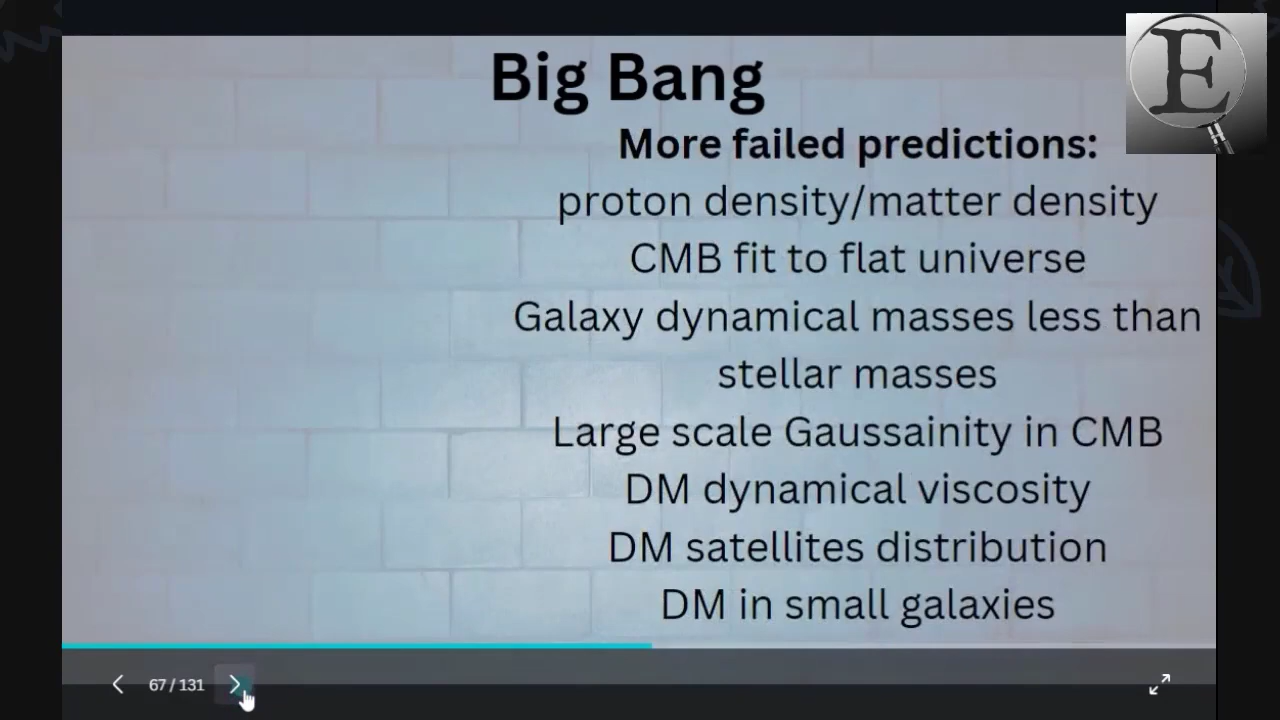 E
Big Bang
More failed predictions:
proton density/matter density
CMB fit to flat universe
Galaxy dynamical masses less than
stellar masses
Large scale Gaussainity in CMB
DM dynamical viscosity
DM satellites distribution
DM in small galaxies
67 / 131